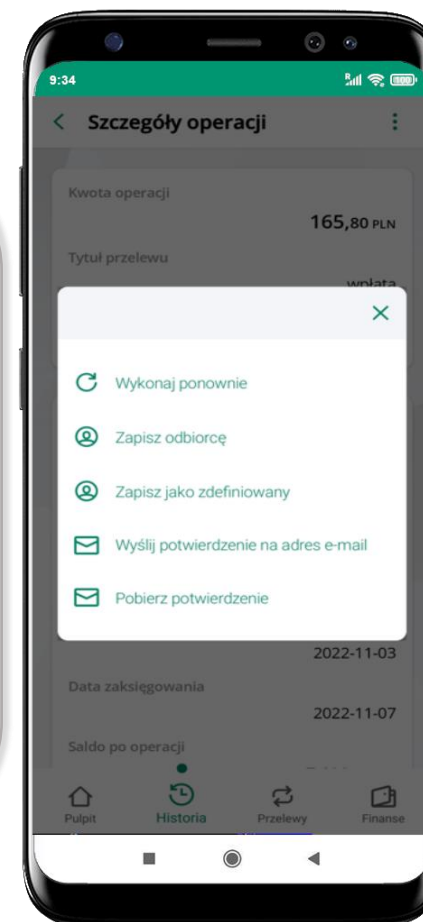 9:34
100
Szczegóły operacji
Kwota operacji
165,80 PLN
Tytuł przelewu
wpłata
Wykonaj ponownie
Zapisz odbiorcę
Zapisz jako zdefiniowany
Wyślij potwierdzenie na adres e-mail
Pobierz potwierdzenie
2022-11-03
Data zaksięgowania
2022-11-07
Saldo po operacji
Pulpit
Historia
Przelewy
Finanse